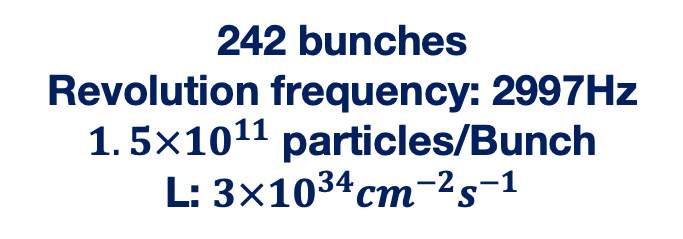 242 bunches
Revolution frequency: 2997Hz
1.5×10¹¹ particles/Bunch
L: 3×10³⁴cm⁻²s⁻¹